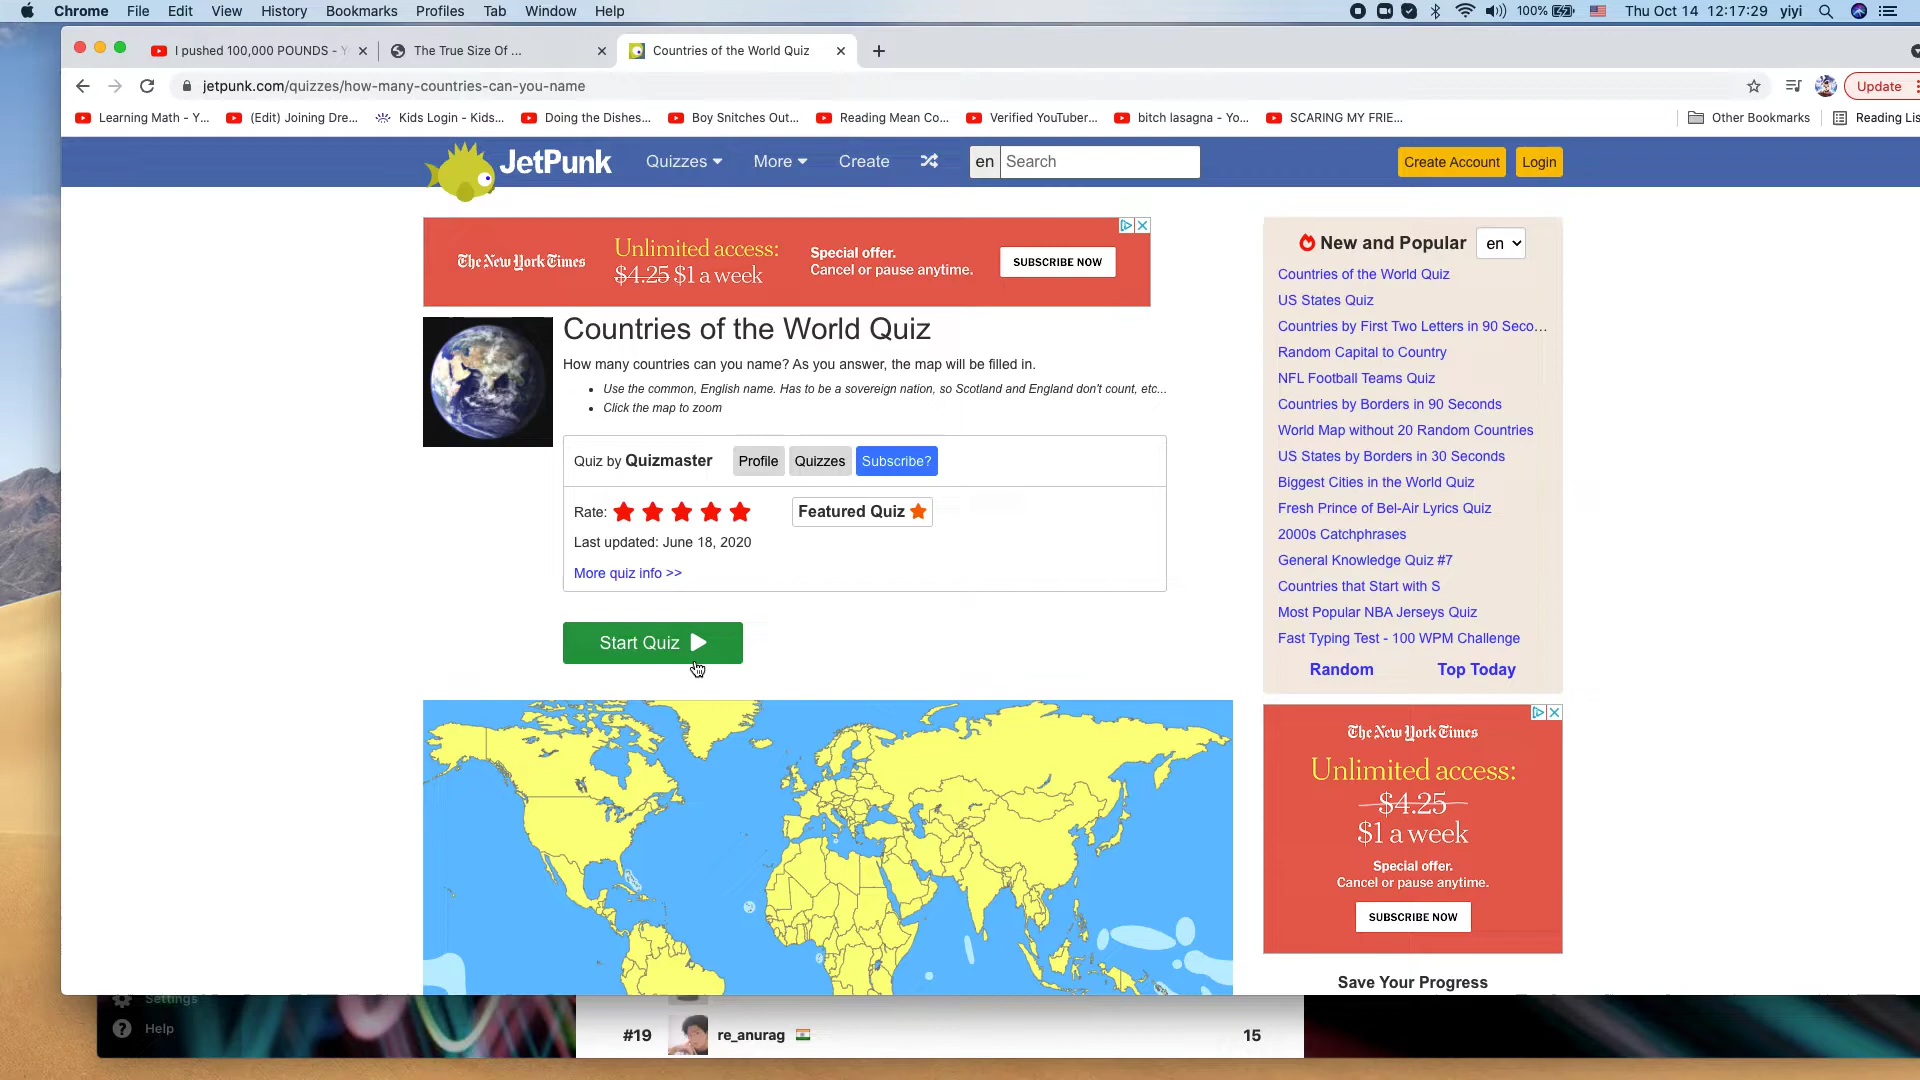 Chrome File Edit View History Bookmarks Profiles Tab Window Help 100% Thu Oct 14 12:17:29 yiyi
I pushed 100,000 POUNDS - Y
The True Size Of ...
Countries of the World Quiz
jetpunk.com/quizzes/how-many-countries-can-you-name
Update
Learning Math - Y...
(Edit) Joining Dre...
Kids Login - Kids...
Doing the Dishes...
Boy Snitches Out...
Reading Mean Co...
Verified YouTuber...
bitch lasagna - Yo...
SCARING MY FRIE...
Other Bookmarks
Reading Lis
JetPunk
Quizzes
More
Create
en
Search
Create Account
Login
The New York Times
Unlimited access:
$4.25 $1 a week
Special offer.
Cancel or pause anytime.
SUBSCRIBE NOW
Countries of the World Quiz
How many countries can you name? As you answer, the map will be filled in.
• Use the common, English name. Has to be a sovereign nation, so Scotland and England don't count, etc...
• Click the map to zoom
Quiz by Quizmaster
Profile
Quizzes
Subscribe?
Rate:
Featured Quiz
Last updated: June 18, 2020
More quiz info >>
Start Quiz
New and Popular
en
Countries of the World Quiz
US States Quiz
Countries by First Two Letters in 90 Seco...
Random Capital to Country
NFL Football Teams Quiz
Countries by Borders in 90 Seconds
World Map without 20 Random Countries
US States by Borders in 30 Seconds
Biggest Cities in the World Quiz
Fresh Prince of Bel-Air Lyrics Quiz
2000s Catchphrases
General Knowledge Quiz #7
Countries that Start with S
Most Popular NBA Jerseys Quiz
Fast Typing Test - 100 WPM Challenge
Random
Top Today
The New York Times
Unlimited access:
$4.25
$1 a week
Special offer.
Cancel or pause anytime.
SUBSCRIBE NOW
Save Your Progress
Settings
Help
#19
re_anurag
15